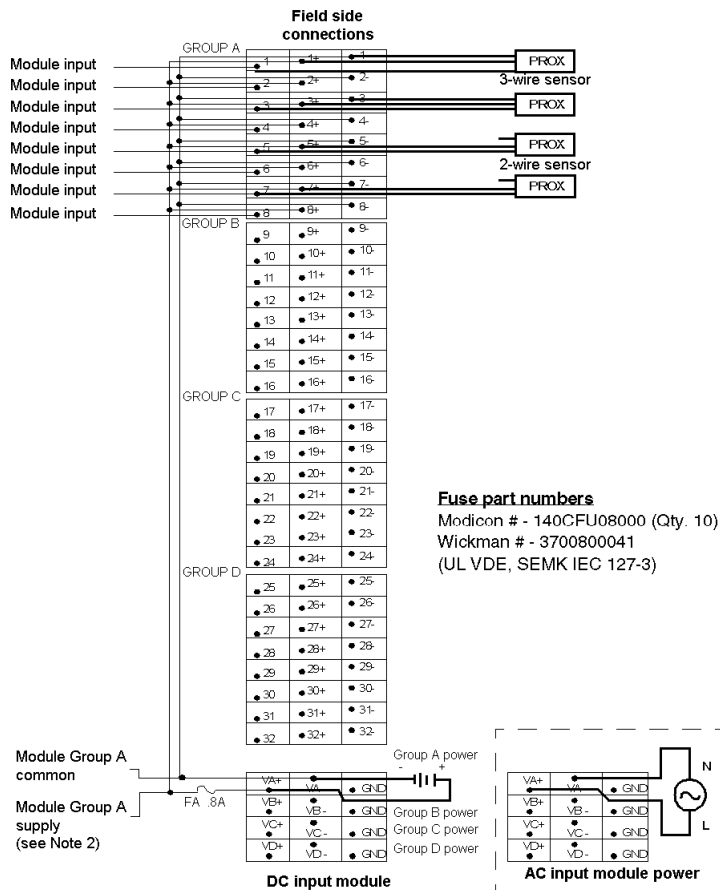 Field side
connections
GROUP A
Module input
Module input
Module input
Module input
Module input
Module input
Module input
Module input
1 1+ 1-
2 2+ 2-
3 3+ 3-
4 4+ 4-
5 5+ 5-
6 6+ 6-
7 7+ 7-
8 8+ 8-
PROX
3-wire sensor
PROX
PROX
2-wire sensor
PROX
GROUP B
9 9+ 9-
10 10+ 10-
11 11+ 11-
12 12+ 12-
13 13+ 13-
14 14+ 14-
15 15+ 15-
16 16+ 16-
GROUP C
17 17+ 17-
18 18+ 18-
19 19+ 19-
20 20+ 20-
21 21+ 21-
22 22+ 22-
23 23+ 23-
24 24+ 24-
Fuse part numbers
Modicon # - 140CFU08000 (Qty. 10)
Wickman # - 3700800041
(UL VDE, SEMK IEC 127-3)
GROUP D
25 25+ 25-
26 26+ 26-
27 27+ 27-
28 28+ 28-
29 29+ 29-
30 30+ 30-
31 31+ 31-
32 32+ 32-
Module Group A
common
Module Group A
supply
(see Note 2)
FA .8A
VA+ VA- GND
VB+ VB- GND
VC+ VC- GND
VD+ VD- GND
Group A power
- +
Group B power
Group C power
Group D power
DC input module
VA+ VA- GND
VB+ VB- GND
VC+ VC- GND
VD+ VD- GND
N
L
AC input module power